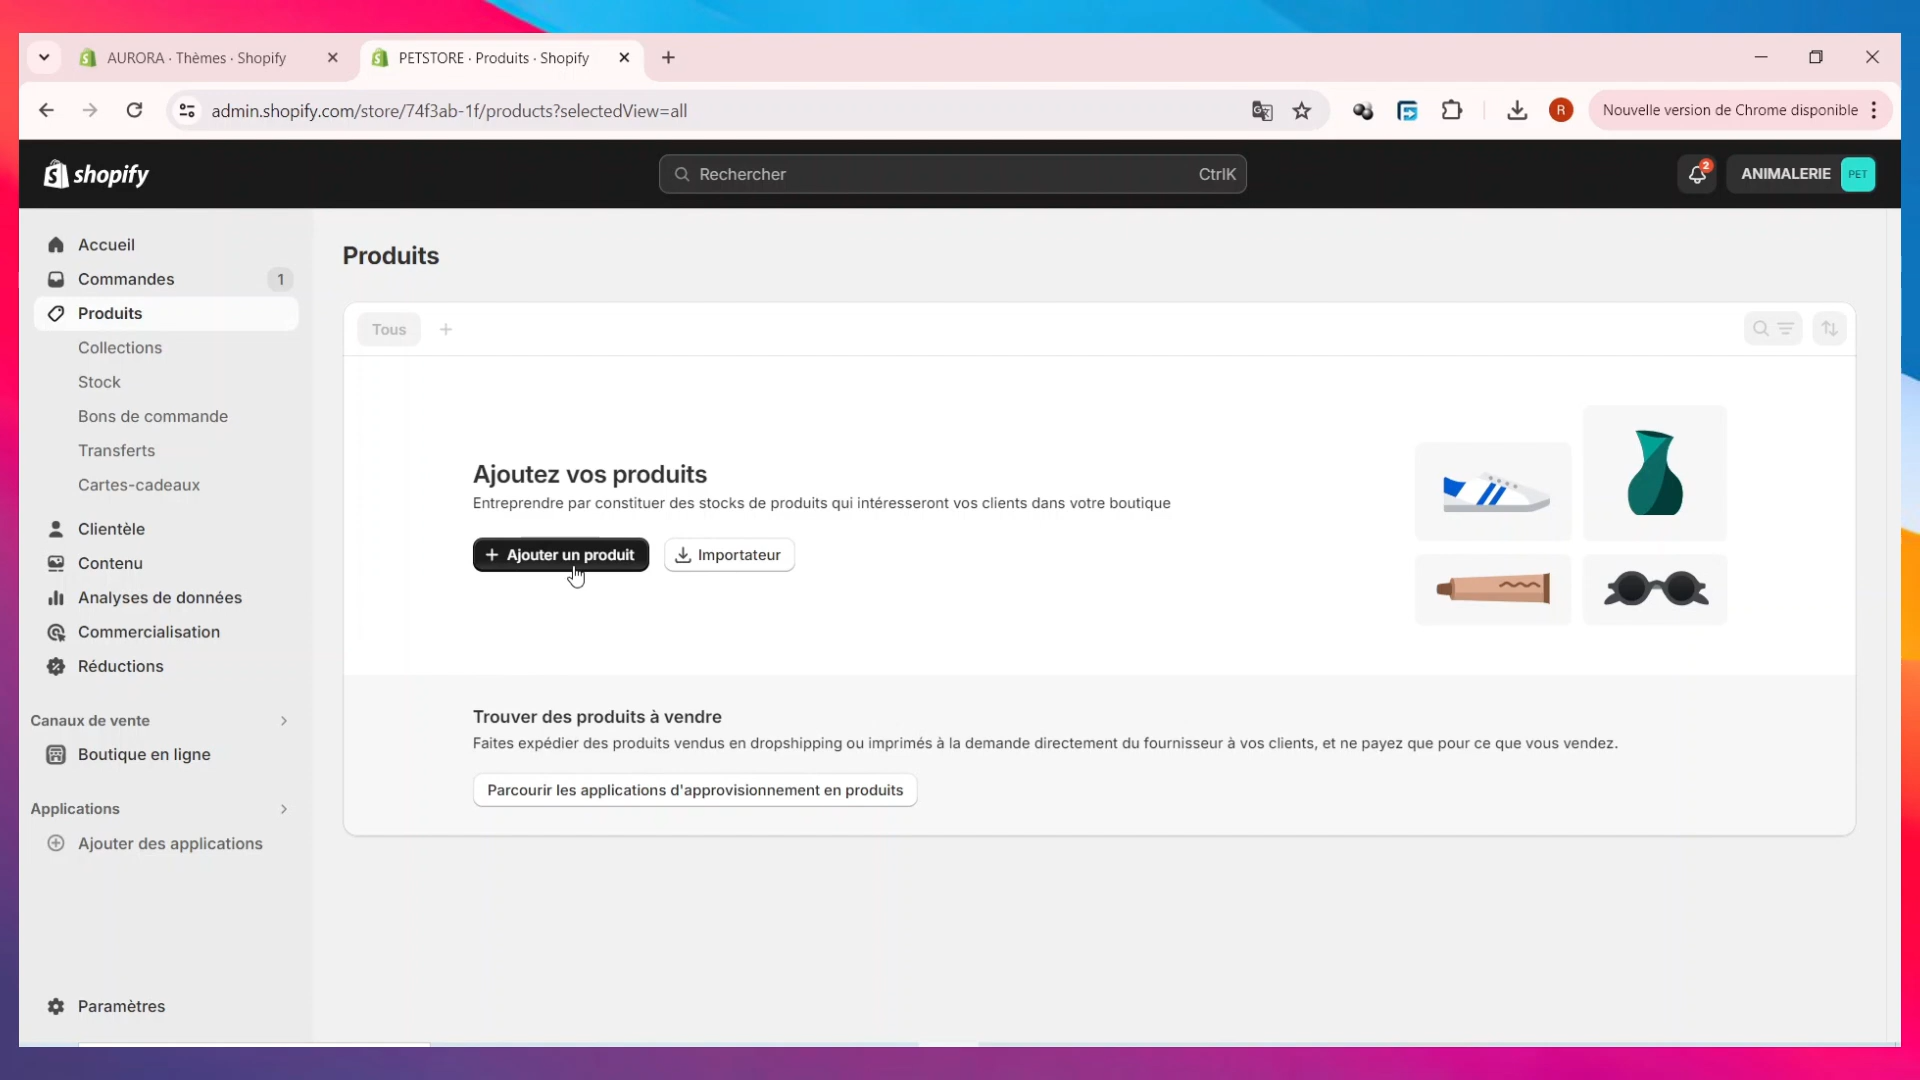 AURORA · Thèmes · Shopify
PETSTORE · Produits · Shopify
admin.shopify.com/store/74f3ab-1f/products?selectedView=all
R
Nouvelle version de Chrome disponible
shopify
Rechercher
CtrlK
2
ANIMALERIE
PET
Accueil
Commandes
1
Produits
Collections
Stock
Bons de commande
Transferts
Cartes-cadeaux
Clientèle
Contenu
Analyses de données
Commercialisation
Réductions
Canaux de vente
Boutique en ligne
Applications
Ajouter des applications
Paramètres
Produits
Tous
Ajoutez vos produits
Entreprendre par constituer des stocks de produits qui intéresseront vos clients dans votre boutique
Ajouter un produit
Importateur
Trouver des produits à vendre
Faites expédier des produits vendus en dropshipping ou imprimés à la demande directement du fournisseur à vos clients, et ne payez que pour ce que vous vendez.
Parcourir les applications d'approvisionnement en produits